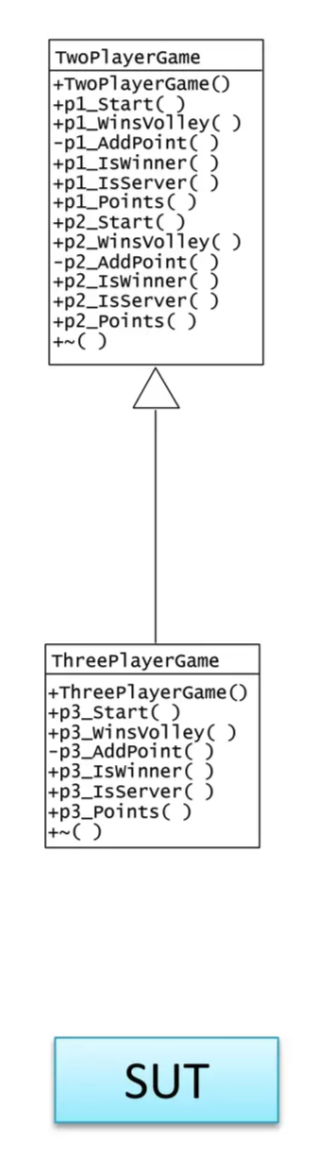 TwoPlayerGame
+TwoPlayerGame()
+p1_Start( )
+p1_WinsVolley( )
-p1_AddPoint( )
+p1_IsWinner( )
+p1_IsServer( )
+p1_Points( )
+p2_Start( )
+p2_WinsVolley( )
-p2_AddPoint( )
+p2_IsWinner( )
+p2_IsServer( )
+p2_Points( )
+~( )
ThreePlayerGame
+ThreePlayerGame()
+p3_Start( )
+p3_WinsVolley( )
-p3_AddPoint( )
+p3_IsWinner( )
+p3_IsServer( )
+p3_Points( )
+~( )
SUT